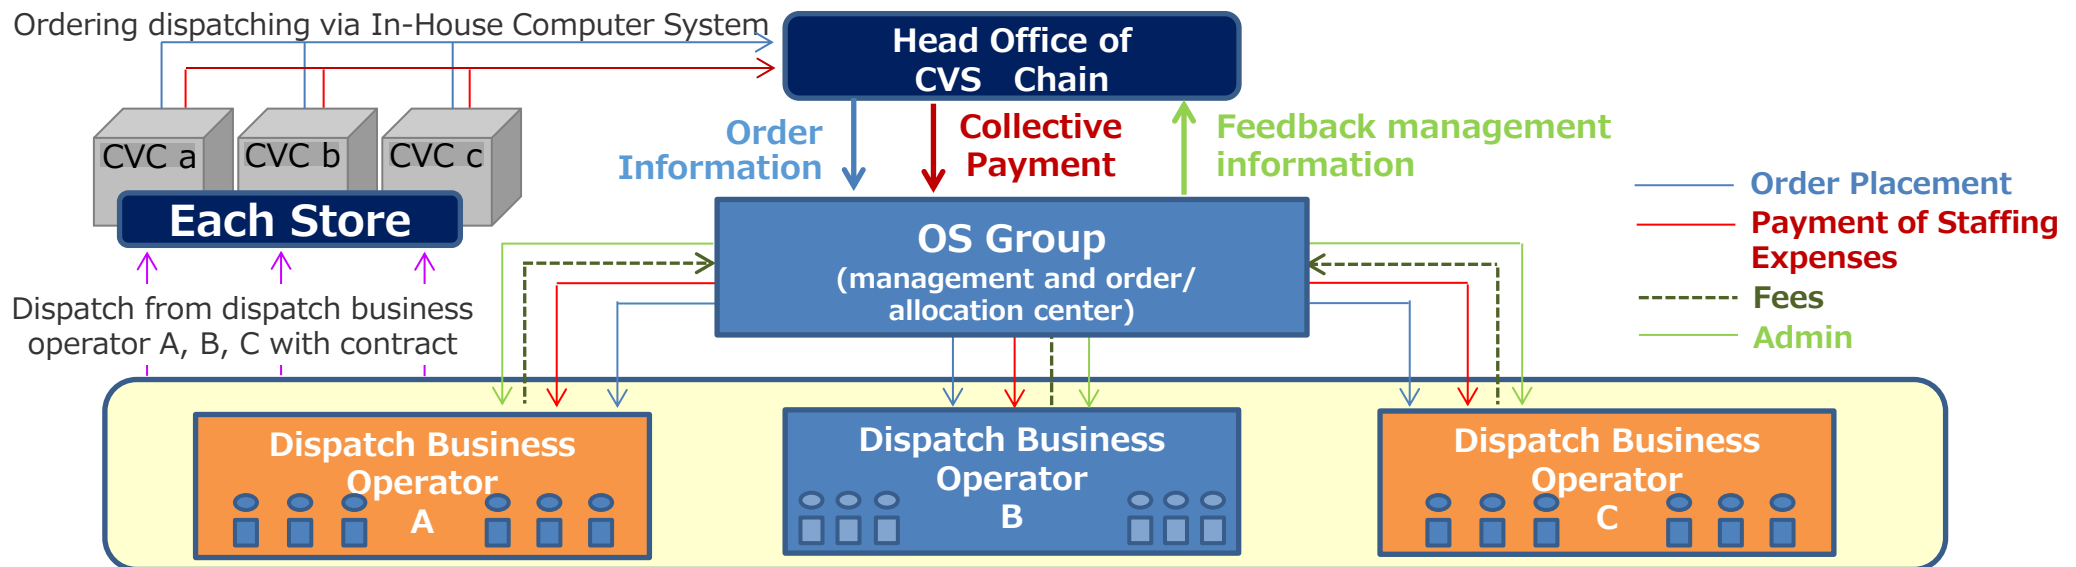 Ordering dispatching via In-House Computer System
Head Office of
CVS Chain
CVC a
CVC b
CVC c
Each Store
Order
Information
Collective
Payment
Feedback management
information
Order Placement
Payment of Staffing
Expenses
Fees
Admin
OS Group
(management and order/
allocation center)
Dispatch from dispatch business
operator A, B, C with contract
Dispatch Business
Operator
A
Dispatch Business
Operator
B
Dispatch Business
Operator
C